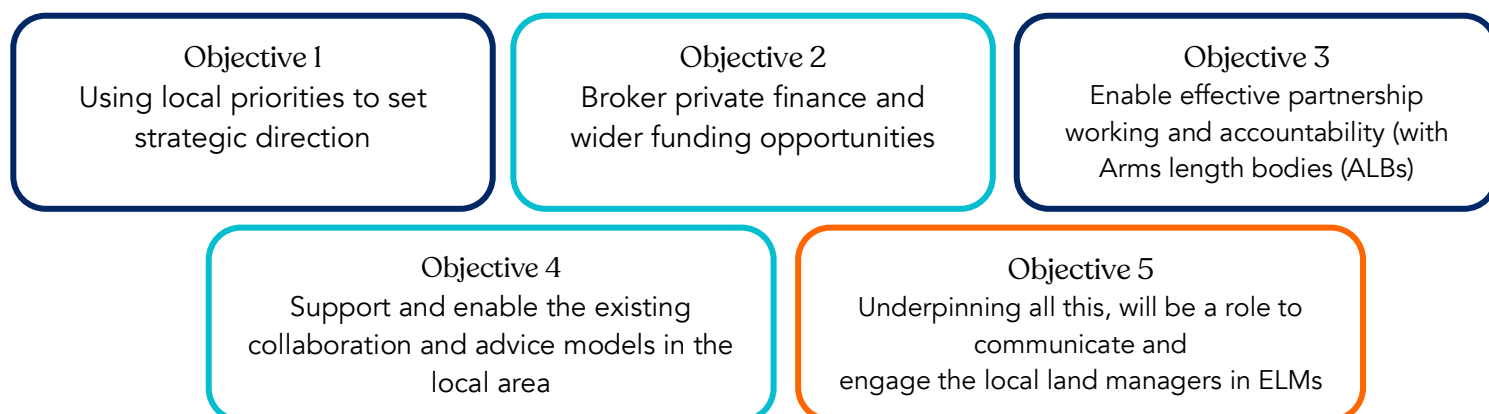 Objective 1
Using local priorities to set
strategic direction
Objective 2
Broker private finance and
wider funding opportunities
Objective 3
Enable effective partnership
working and accountability (with
Arms length bodies (ALBs)
Objective 4
Support and enable the existing
collaboration and advice models in the
local area
Objective 5
Underpinning all this, will be a role to
communicate and
engage the local land managers in ELMs